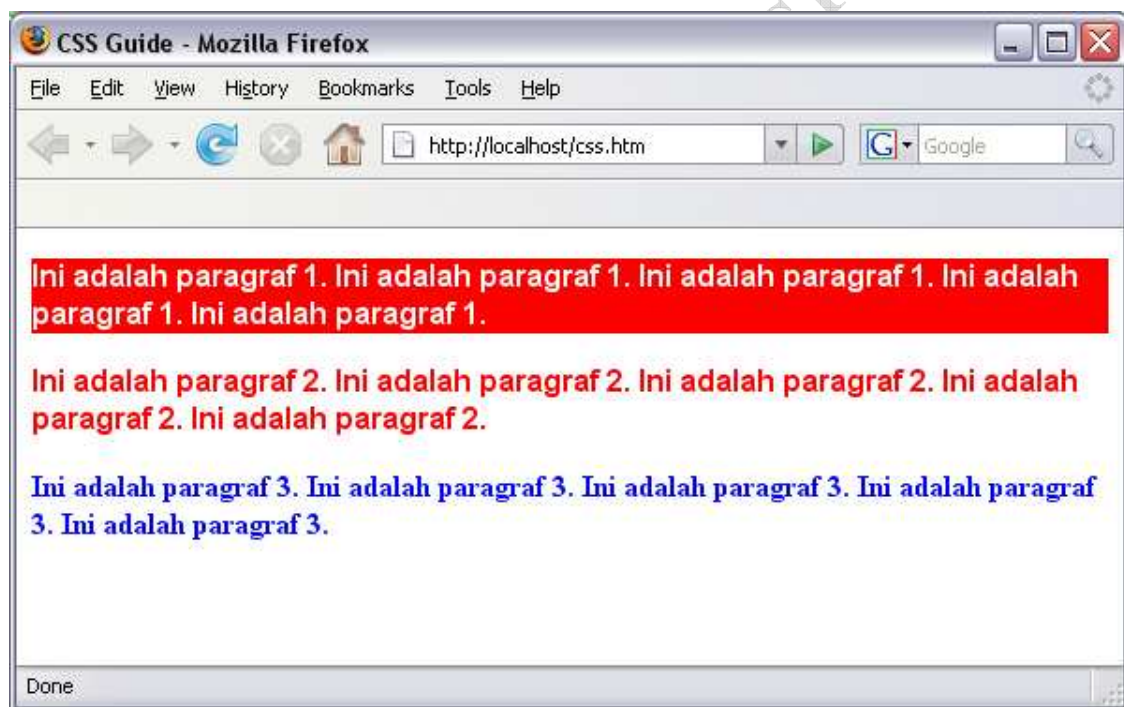 CSS Guide - Mozilla Firefox
File Edit View History Bookmarks Tools Help
http://localhost/css.htm G Google
Ini adalah paragraf 1. Ini adalah paragraf 1. Ini adalah paragraf 1. Ini adalah
paragraf 1. Ini adalah paragraf 1.
Ini adalah paragraf 2. Ini adalah paragraf 2. Ini adalah paragraf 2. Ini adalah
paragraf 2. Ini adalah paragraf 2.
Ini adalah paragraf 3. Ini adalah paragraf 3. Ini adalah paragraf 3. Ini adalah paragraf
3. Ini adalah paragraf 3.
Done